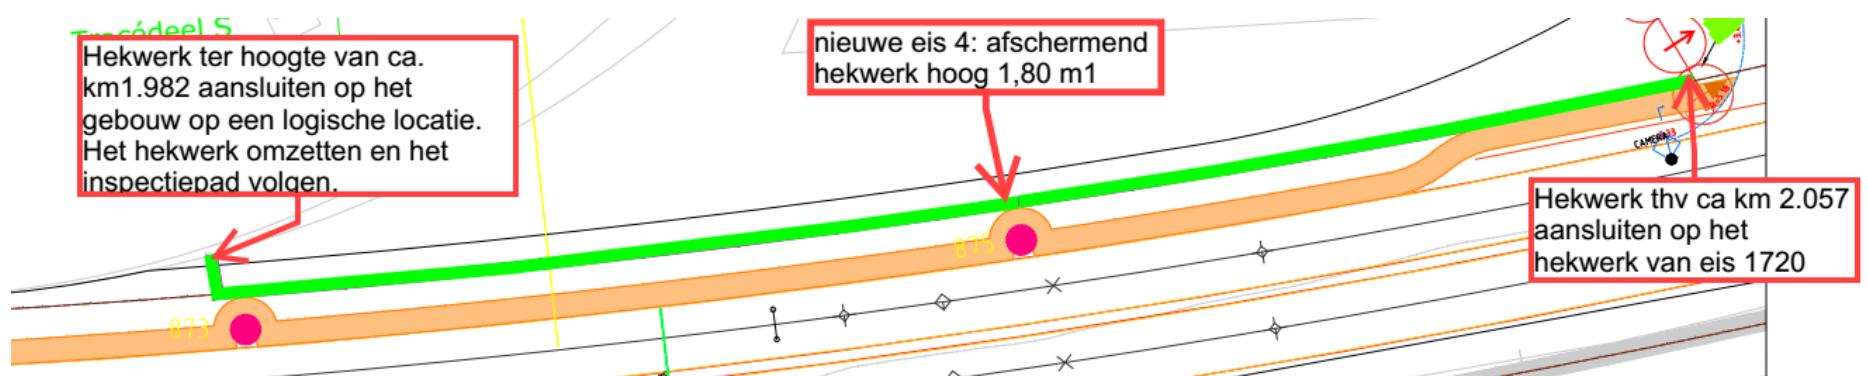 Tracédeel S
Hekwerk ter hoogte van ca.
km1.982 aansluiten op het
gebouw op een logische locatie.
Het hekwerk omzetten en het
inspectiepad volgen.
nieuwe eis 4: afschermend
hekwerk hoog 1,80 m1
CAMERA
33
Hekwerk thv ca km 2.057
aansluiten op het
hekwerk van eis 1720
875
873